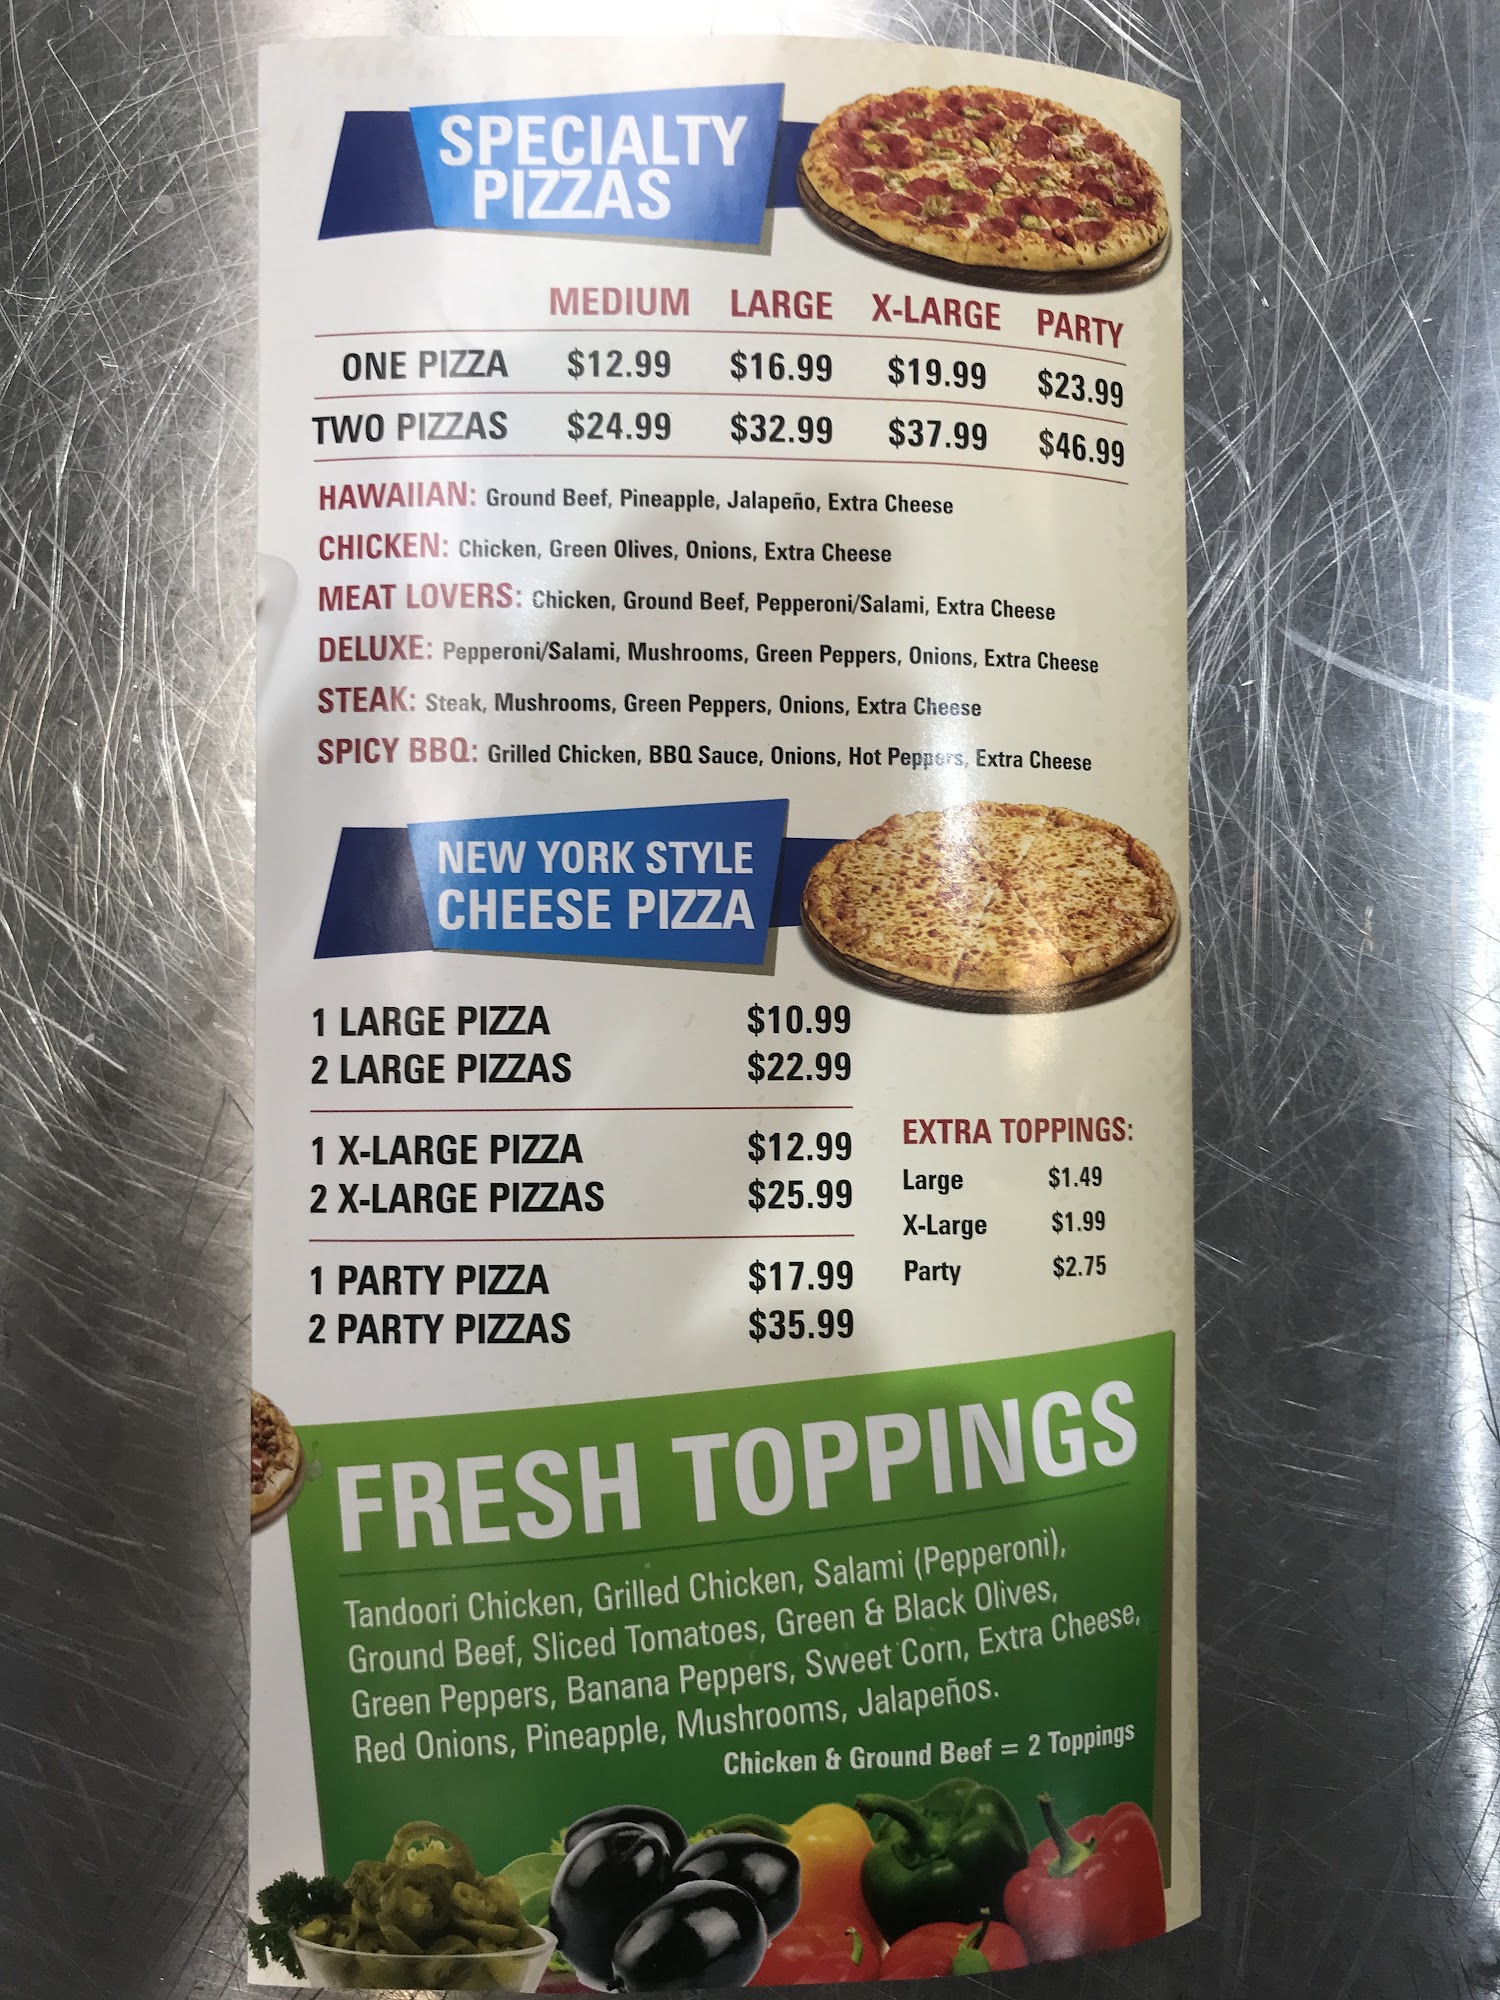 SPECIALTY
PIZZAS
MEDIUM LARGE X-LARGE PARTY
ONE PIZZA $12.99 $16.99 $19.99 $23.99
TWO PIZZAS $24.99 $32.99 $37.99 $46.99
HAWAIIAN: Ground Beef, Pineapple, Jalapeño, Extra Cheese
CHICKEN: Chicken, Green Olives, Onions, Extra Cheese
MEAT LOVERS: Chicken, Ground Beef, Pepperoni/Salami, Extra Cheese
DELUXE: Pepperoni/Salami, Mushrooms, Green Peppers, Onions, Extra Cheese
STEAK: Steak, Mushrooms, Green Peppers, Onions, Extra Cheese
SPICY BBQ: Grilled Chicken, BBQ Sauce, Onions, Hot Peppers, Extra Cheese
NEW YORK STYLE
CHEESE PIZZA
1 LARGE PIZZA $10.99
2 LARGE PIZZAS $22.99
1 X-LARGE PIZZA $12.99
2 X-LARGE PIZZAS $25.99
1 PARTY PIZZA $17.99
2 PARTY PIZZAS $35.99
EXTRA TOPPINGS:
Large $1.49
X-Large $1.99
Party $2.75
FRESH TOPPINGS
Tandoori Chicken, Grilled Chicken, Salami (Pepperoni),
Ground Beef, Sliced Tomatoes, Green & Black Olives,
Green Peppers, Banana Peppers, Sweet Corn, Extra Cheese,
Red Onions, Pineapple, Mushrooms, Jalapeños.
Chicken & Ground Beef = 2 Toppings